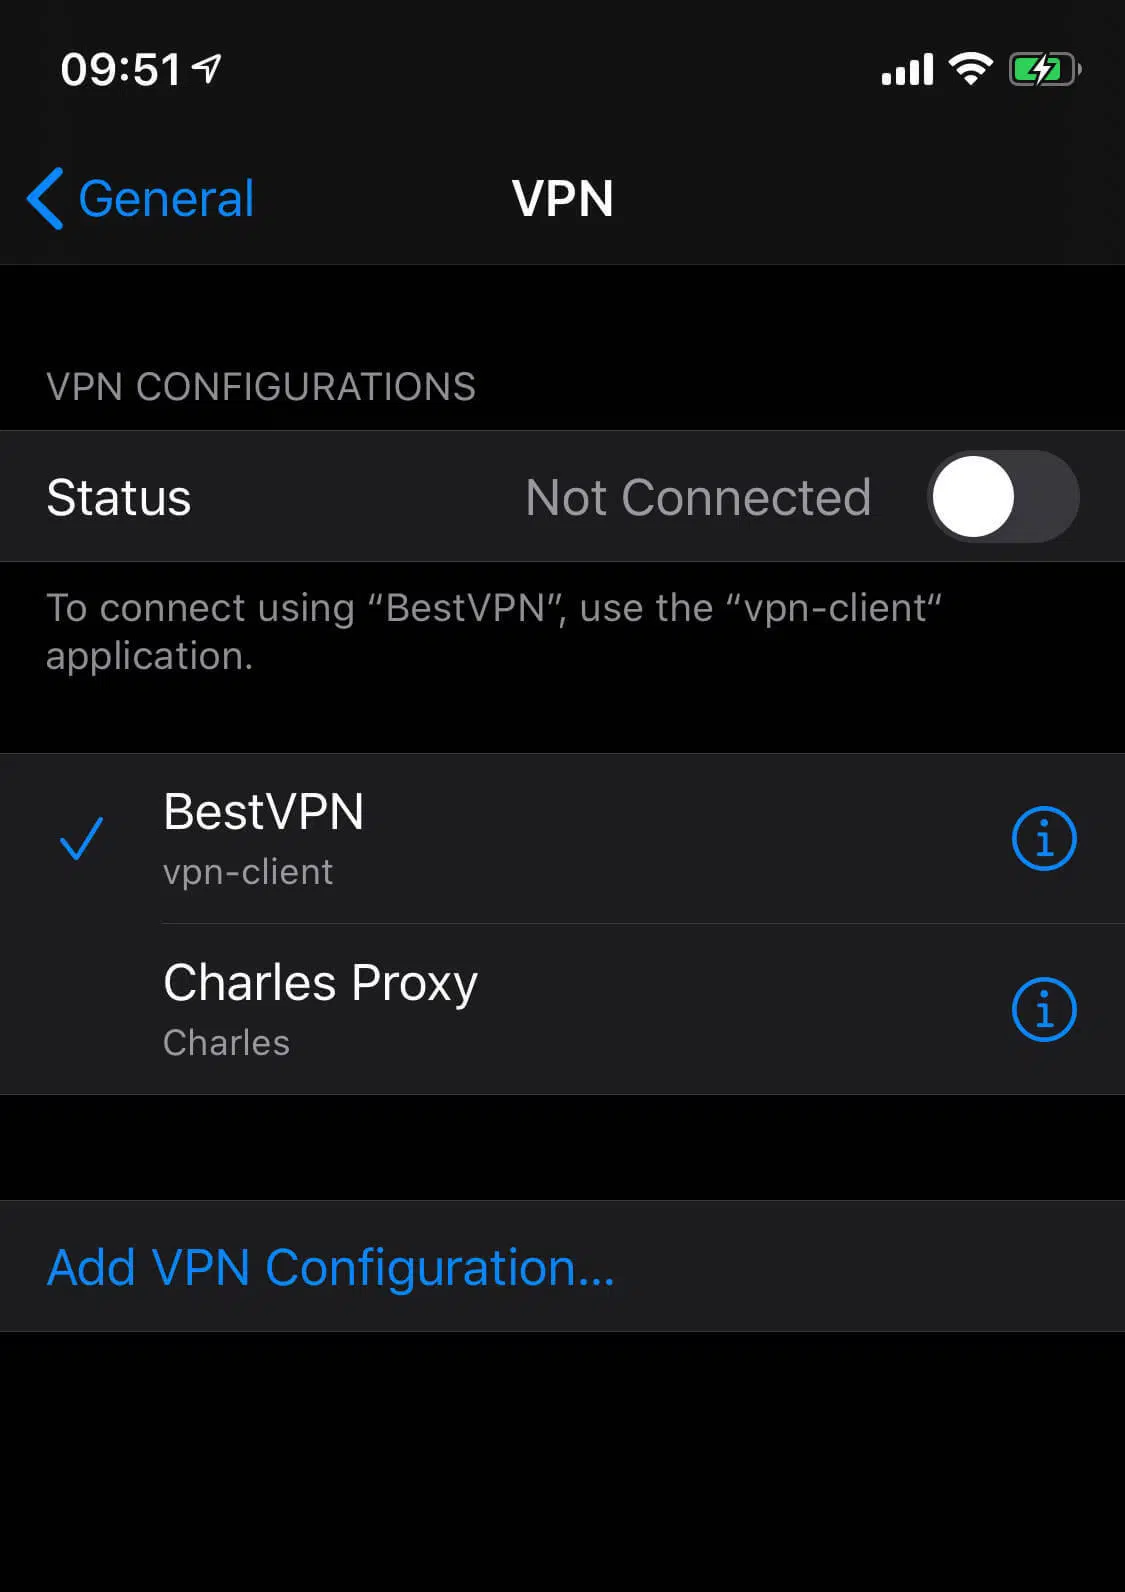 09:51
General
VPN
VPN CONFIGURATIONS
Status
Not Connected
To connect using “BestVPN”, use the “vpn-client“
application.
BestVPN
vpn-client
Charles Proxy
Charles
Add VPN Configuration...